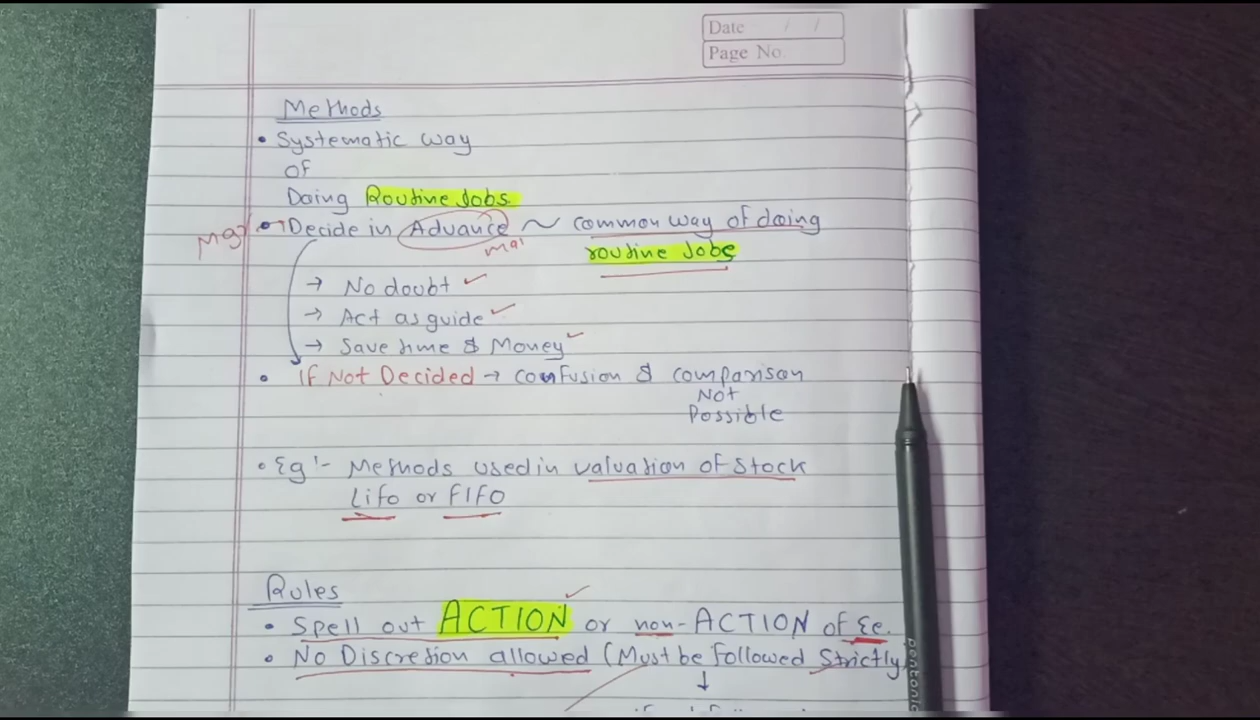 Date / /
Page No.
Methods
• Systematic way
of
Doing Routine Jobs.
Mgr • Decide in Advance ~ common way of doing
routine Jobs
→ No doubt ✓
→ Act as guide ✓
→ Save time & Money ✓
• If Not Decided → confusion & comparison
Not
Possible
• Eg:- Methods used in valuation of Stock
Lifo or FIFO
Rules
• Spell out ACTION or non-ACTION of Ee.
• No Discretion allowed (Must be followed Strictly
↓
pentonic